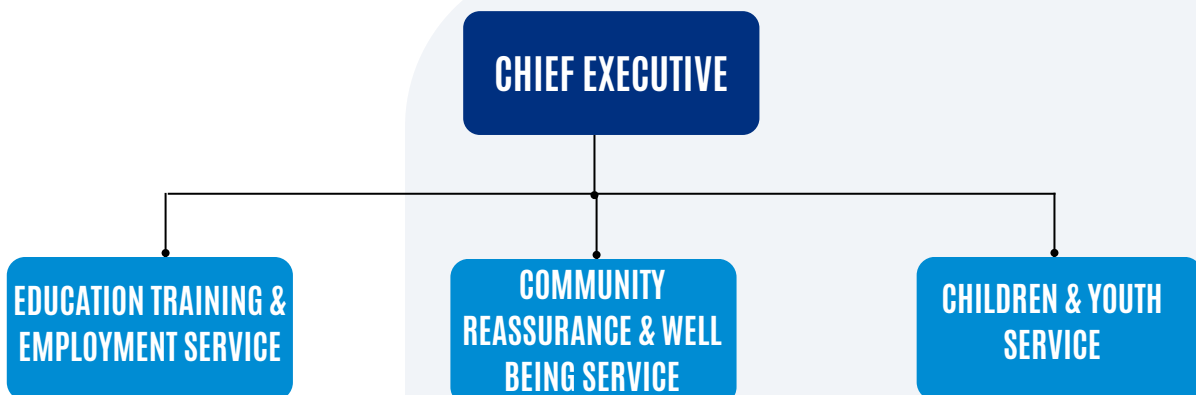 CHIEF EXECUTIVE
EDUCATION TRAINING &
EMPLOYMENT SERVICE
COMMUNITY
REASSURANCE & WELL
BEING SERVICE
CHILDREN & YOUTH
SERVICE